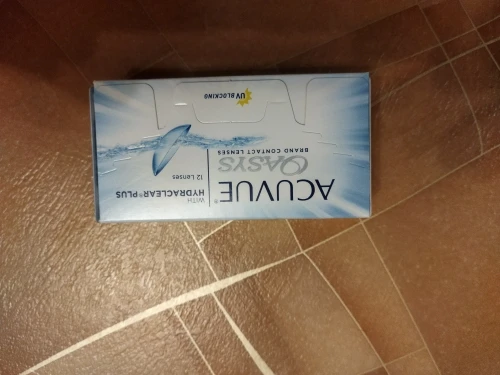 ACUVUE®
OASYS
BRAND CONTACT LENSES
WITH
HYDRACLEAR® PLUS
12 Lenses
UV BLOCKING